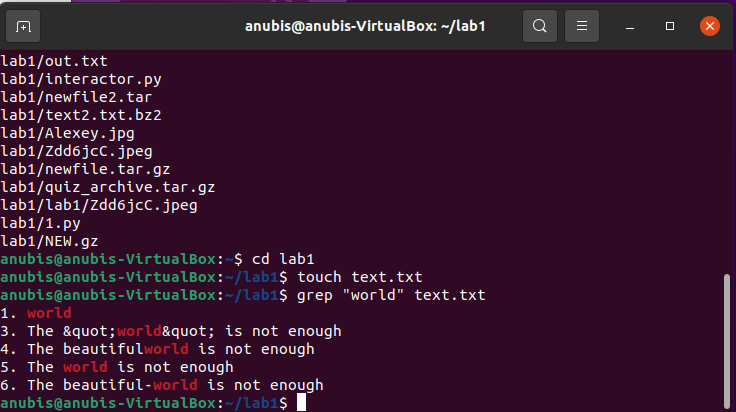 anubis@anubis-VirtualBox: ~/lab1
lab1/out.txt
lab1/interactor.py
lab1/newfile2.tar
lab1/text2.txt.bz2
lab1/Alexey.jpg
lab1/Zdd6jcC.jpeg
lab1/newfile.tar.gz
lab1/quiz_archive.tar.gz
lab1/lab1/Zdd6jcC.jpeg
lab1/1.py
lab1/NEW.gz
anubis@anubis-VirtualBox:~$ cd lab1
anubis@anubis-VirtualBox:~/lab1$ touch text.txt
anubis@anubis-VirtualBox:~/lab1$ grep "world" text.txt
1. world
3. The &quot;world&quot; is not enough
4. The beautifulworld is not enough
5. The world is not enough
6. The beautiful-world is not enough
anubis@anubis-VirtualBox:~/lab1$